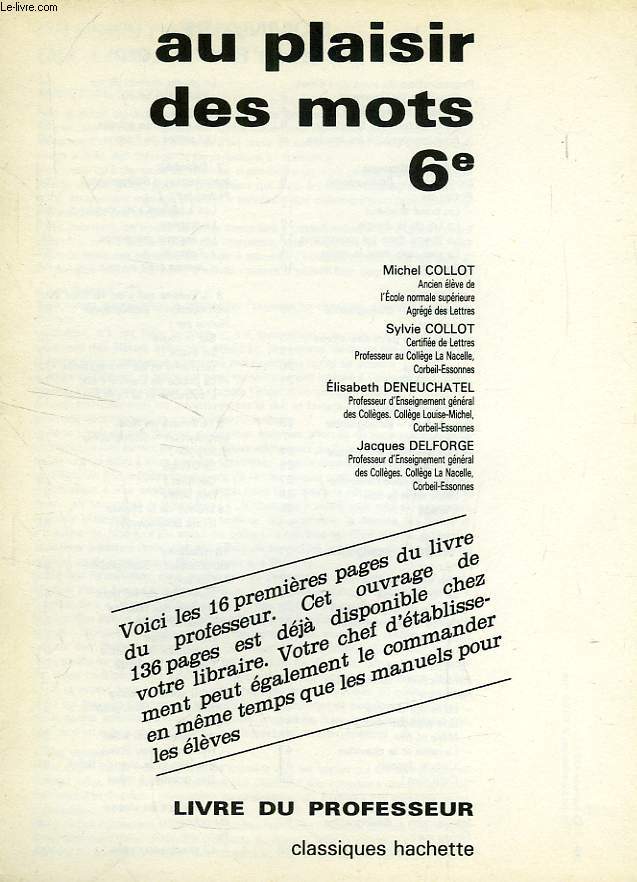 Le-livre.com
au plaisir
des mots
6e
Michel COLLOT
Ancien élève de
l'École normale supérieure
Agrégé des Lettres
Sylvie COLLOT
Certifiée de Lettres
Professeur au Collège La Nacelle,
Corbeil-Essonnes
Élisabeth DENEUCHATEL
Professeur d'Enseignement général
des Collèges. Collège Louise-Michel,
Corbeil-Essonnes
Jacques DELFORGE
Professeur d'Enseignement général
des Collèges. Collège La Nacelle,
Corbeil-Essonnes
Voici les 16 premières pages du livre
du professeur. Cet ouvrage de
136 pages est déjà disponible chez
votre libraire. Votre chef d'établisse-
ment peut également le commander
en même temps que les manuels pour
les élèves
LIVRE DU PROFESSEUR
classiques hachette